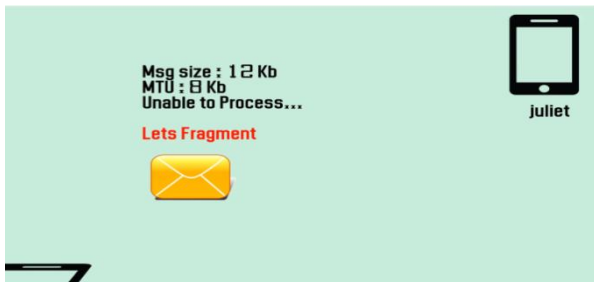 Msg size : 12 Kb
MTU : 8 Kb
Unable to Process...
Lets Fragment
juliet